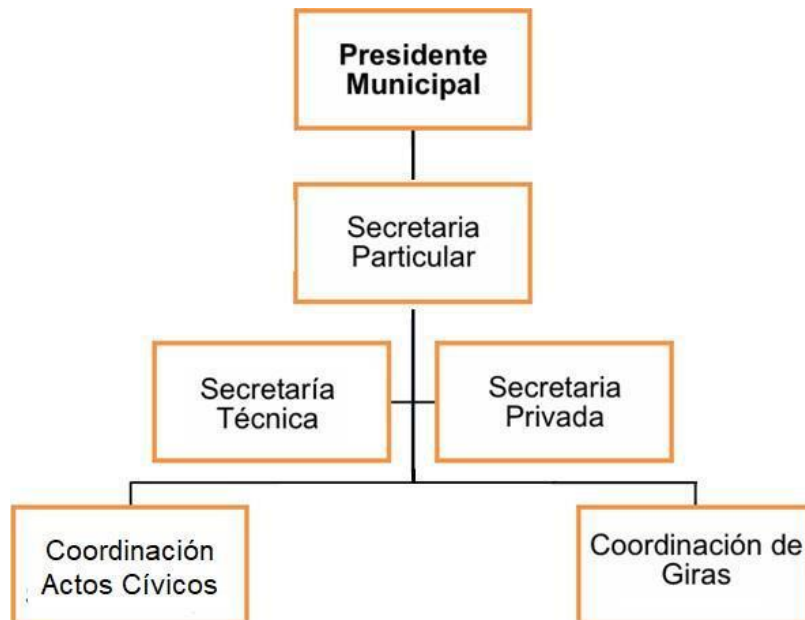 Presidente
Municipal
Secretaria
Particular
Secretaría
Técnica
Secretaria
Privada
Coordinación
Actos Cívicos
Coordinación de
Giras